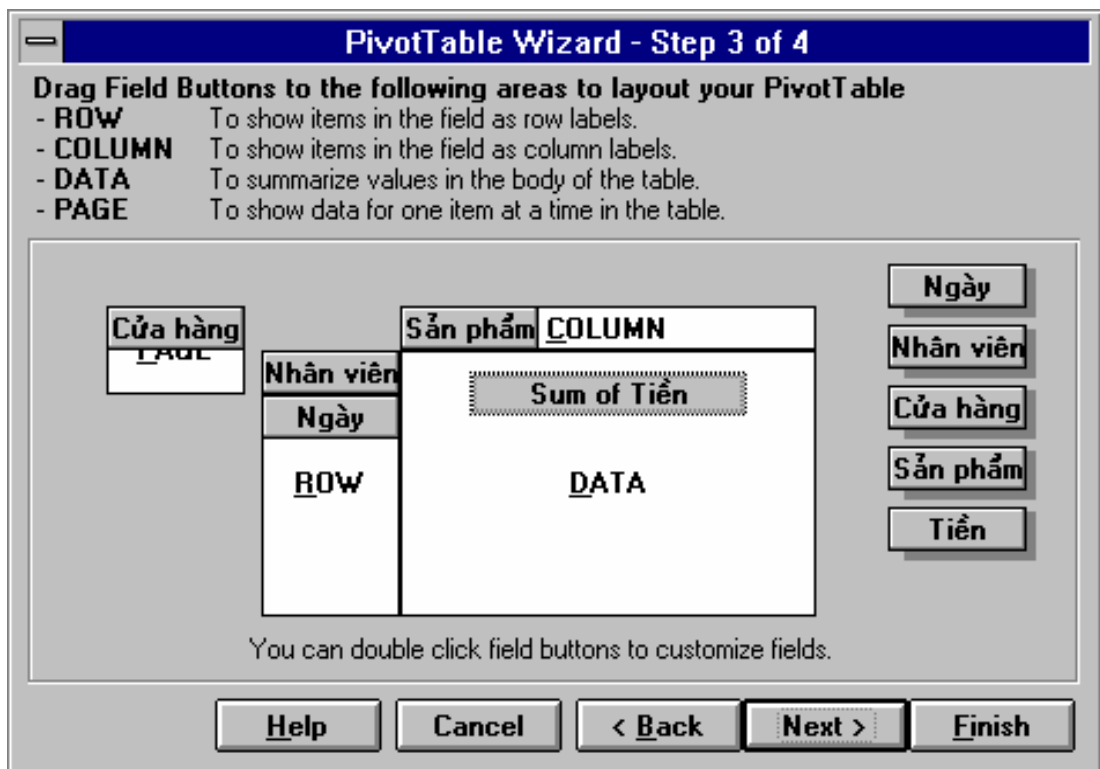 PivotTable Wizard - Step 3 of 4
Drag Field Buttons to the following areas to layout your PivotTable
- ROW To show items in the field as row labels.
- COLUMN To show items in the field as column labels.
- DATA To summarize values in the body of the table.
- PAGE To show data for one item at a time in the table.
Cửa hàng
PAGE
Sản phẩm COLUMN
Nhân viên
Ngày
ROW
Sum of Tiền
DATA
Ngày
Nhân viên
Cửa hàng
Sản phẩm
Tiền
You can double click field buttons to customize fields.
Help Cancel < Back Next > Finish